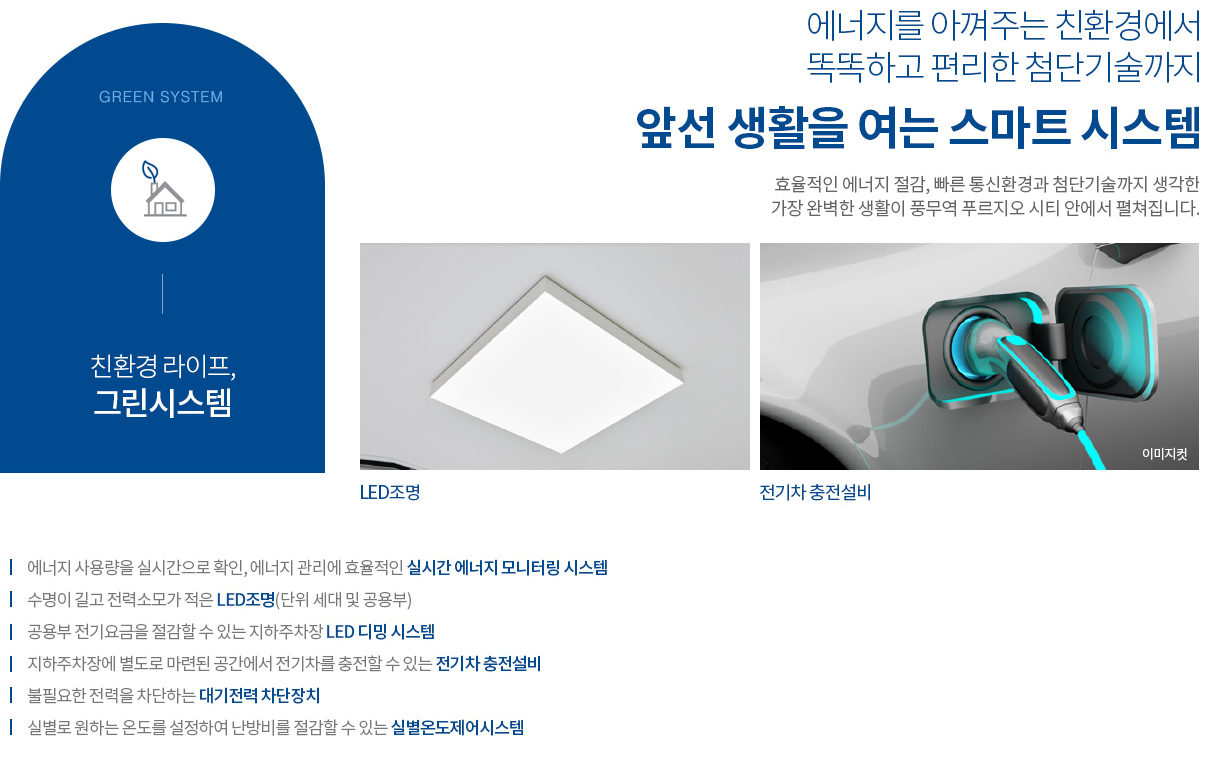 에너지를 아껴주는 친환경에서
똑똑하고 편리한 첨단기술까지
앞선 생활을 여는 스마트 시스템
효율적인 에너지 절감, 빠른 통신환경과 첨단기술까지 생각한
가장 완벽한 생활이 풍무역 푸르지오 시티 안에서 펼쳐집니다.
GREEN SYSTEM
친환경 라이프,
그린시스템
이미지컷
LED조명
전기차 충전설비
에너지 사용량을 실시간으로 확인, 에너지 관리에 효율적인 실시간 에너지 모니터링 시스템
수명이 길고 전력소모가 적은 LED조명(단위 세대 및 공용부)
공용부 전기요금을 절감할 수 있는 지하주차장 LED 디밍 시스템
지하주차장에 별도로 마련된 공간에서 전기차를 충전할 수 있는 전기차 충전설비
불필요한 전력을 차단하는 대기전력 차단장치
실별로 원하는 온도를 설정하여 난방비를 절감할 수 있는 실별온도제어시스템